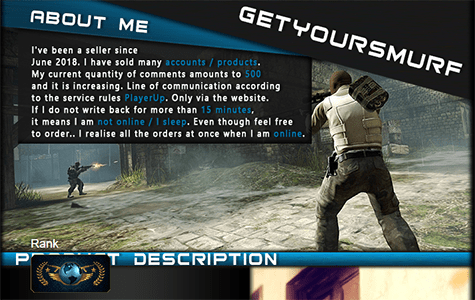 ABOUT ME
GETYOURSMURF
I've been a seller since
June 2018. I have sold many accounts / products.
My current quantity of comments amounts to 500
and it is increasing. Line of communication according
to the service rules PlayerUp. Only via the website.
If I do not write back for more than 15 minutes,
it means I am not online / I sleep. Even though feel free
to order.. I realise all the orders at once when I am online.
Rank
PRODUCT DESCRIPTION